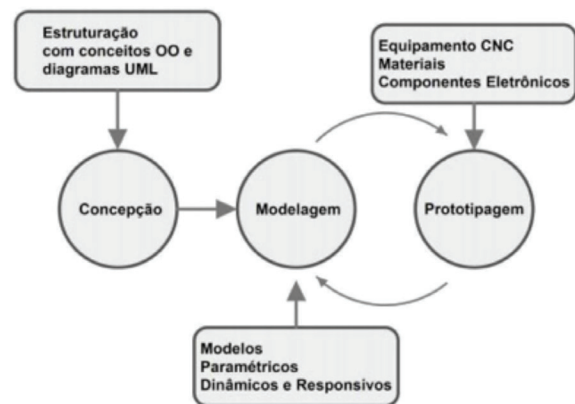 Estruturação
com conceitos OO e
diagramas UML
Equipamento CNC
Materiais
Componentes Eletrônicos
Concepção
Modelagem
Prototipagem
Modelos
Paramétricos
Dinâmicos e Responsivos